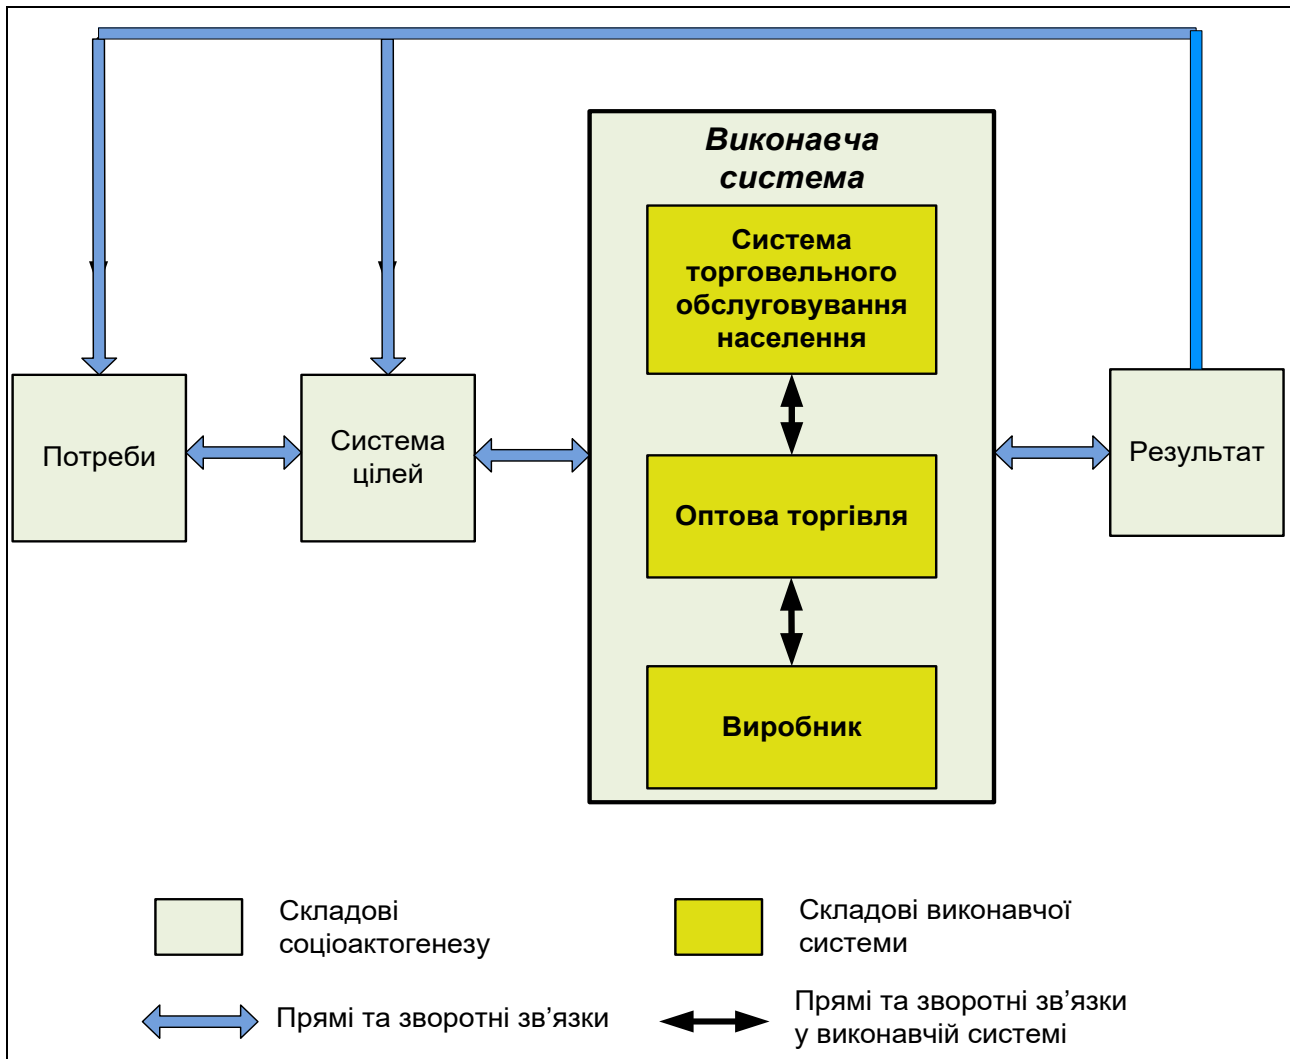 Виконавча
система
Система
торговельного
обслуговування
населення
Потреби
Система
цілей
Оптова торгівля
Результат
Виробник
Складові
соціоактогенезу
Складові виконавчої
системи
Прямі та зворотні зв’язки
Прямі та зворотні зв’язки
у виконавчій системі